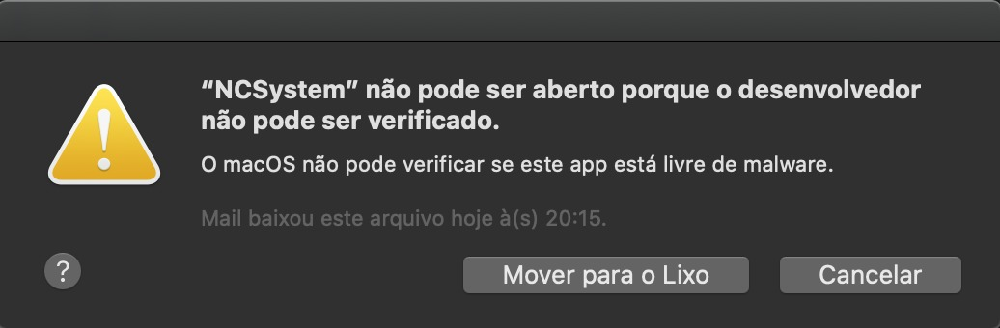 “NCSystem” não pode ser aberto porque o desenvolvedor
não pode ser verificado.
O macOS não pode verificar se este app está livre de malware.
Mail baixou este arquivo hoje à(s) 20:15.
?
Mover para o Lixo
Cancelar